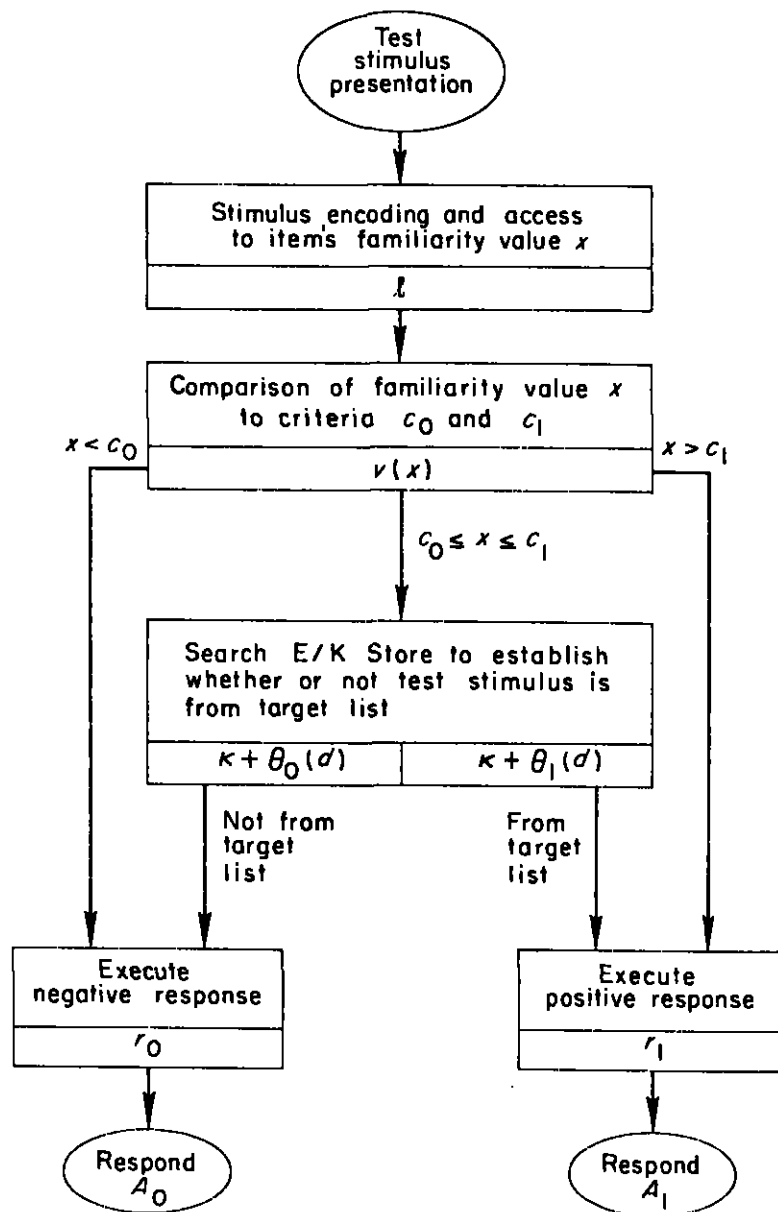 Test
stimulus
presentation
Stimulus encoding and access
to item's familiarity value x
ℓ
Comparison of familiarity value x
to criteria c₀ and c₁
x < c₀
x > c₁
v(x)
c₀ ≤ x ≤ c₁
Search E/K Store to establish
whether or not test stimulus is
from target list
κ + θ₀(d)
κ + θ₁(d)
Not from
target
list
From
target
list
Execute
negative response
r₀
Execute
positive response
r₁
Respond
A₀
Respond
A₁